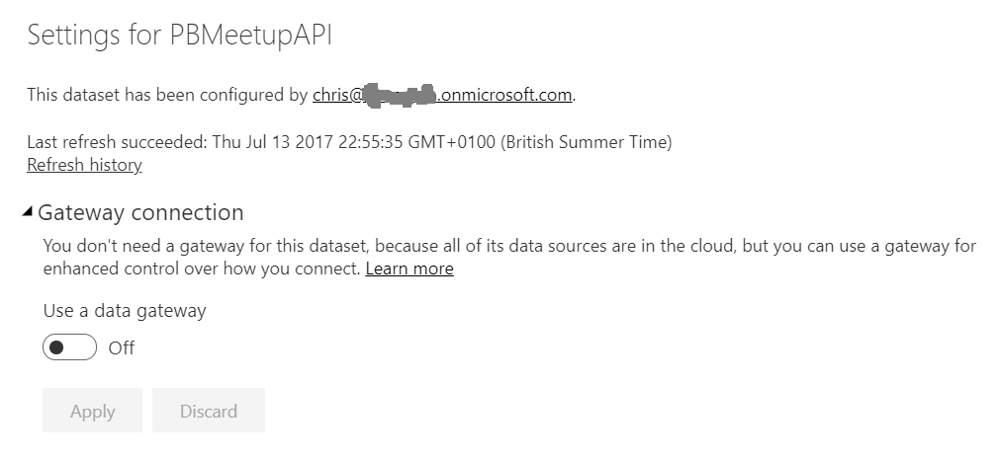 Settings for PBMeetupAPI
This dataset has been configured by chris@ .onmicrosoft.com.
Last refresh succeeded: Thu Jul 13 2017 22:55:35 GMT+0100 (British Summer Time)
Refresh history
Gateway connection
You don't need a gateway for this dataset, because all of its data sources are in the cloud, but you can use a gateway for
enhanced control over how you connect. Learn more
Use a data gateway
Off
Apply Discard